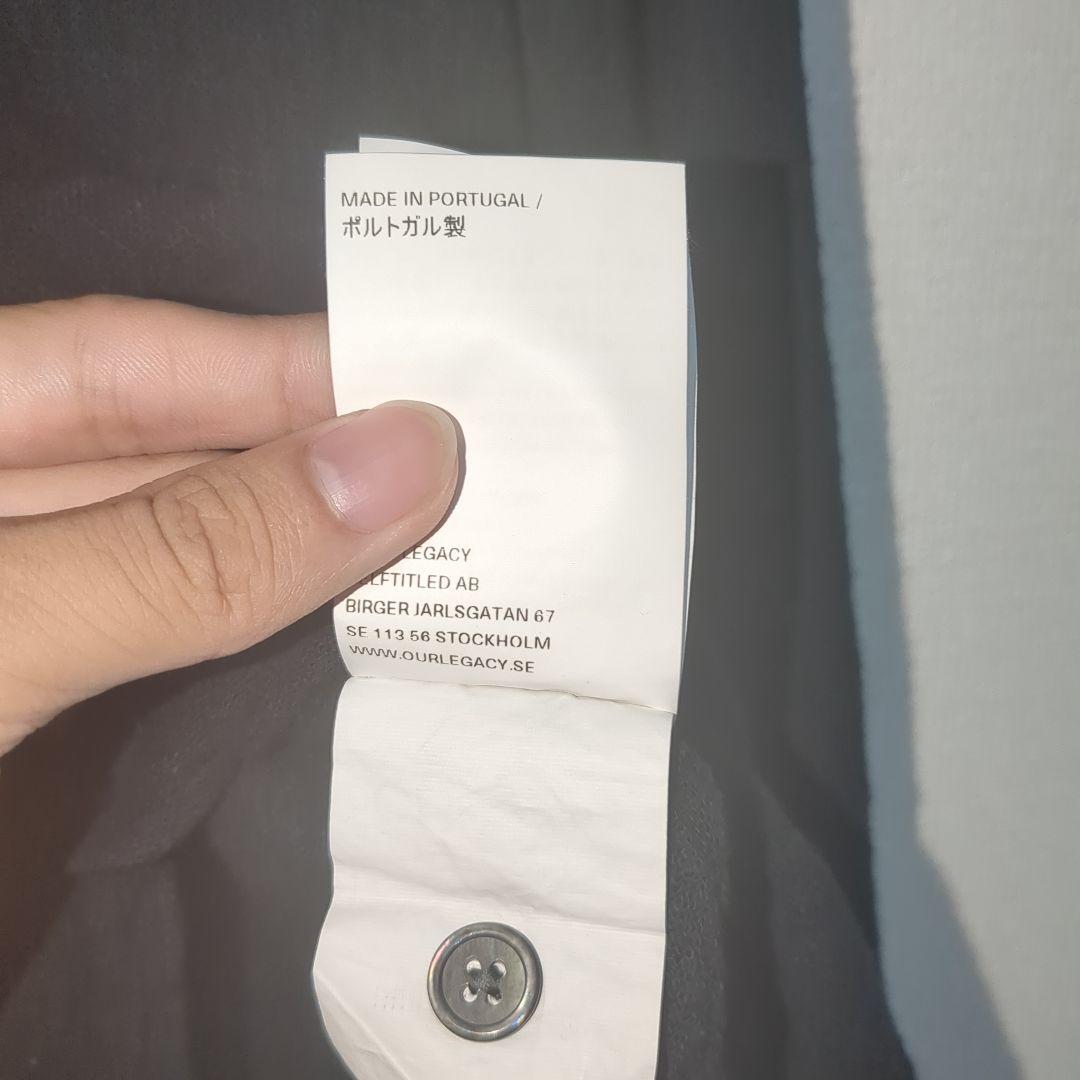 MADE IN PORTUGAL /
ポルトガル製
LEGACY
LFTITLED AB
BIRGER JARLSGATAN 67
SE 113 56 STOCKHOLM
WWW.OURLEGACY.SE